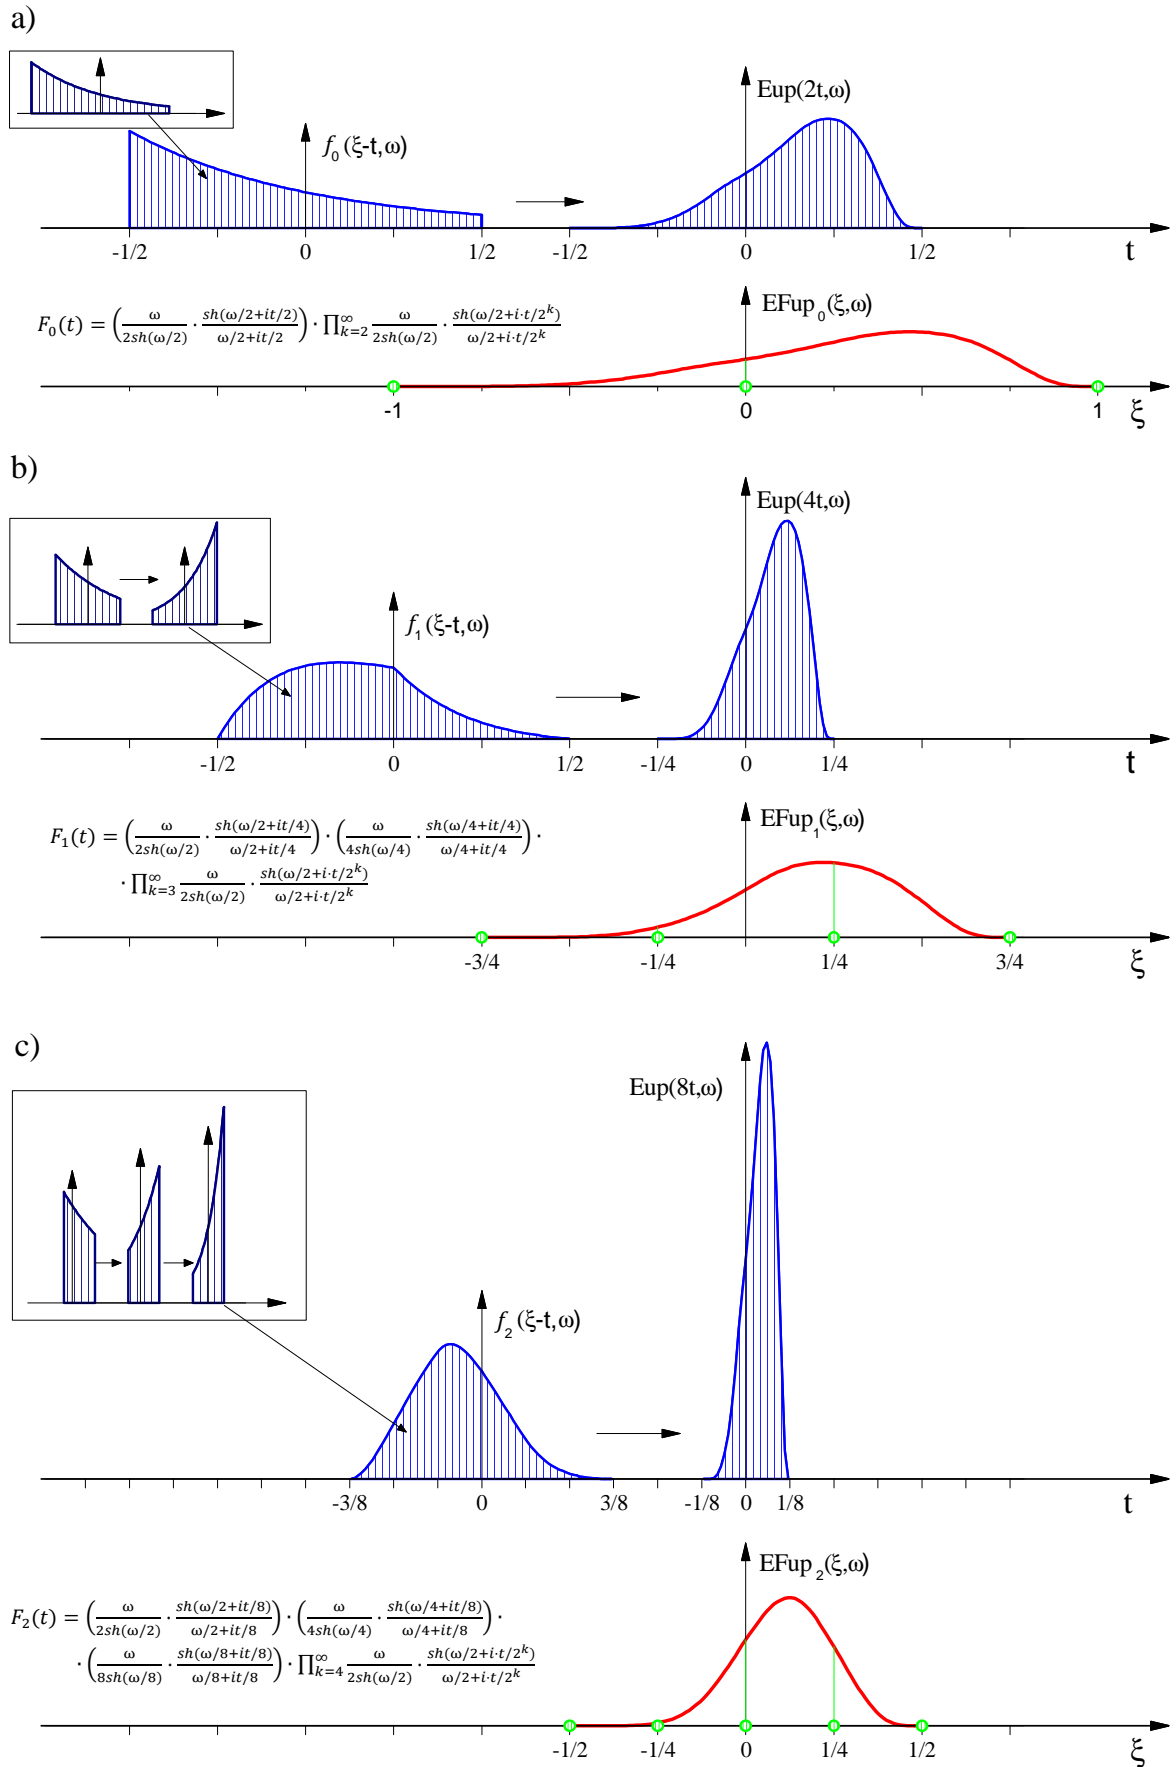 a)
Eup(2t,ω)
f₀(ξ-t,ω)
-1/2 0 1/2 -1/2 0 1/2 t
EFup₀(ξ,ω)
F₀(t) = (ω/2sh(ω/2) · sh(ω/2+it/2)/ω/2+it/2) · ∏_{k=2}^{∞} ω/2sh(ω/2) · sh(ω/2+i·t/2ᵏ)/ω/2+i·t/2ᵏ
-1 0 1 ξ
b)
Eup(4t,ω)
f₁(ξ-t,ω)
-1/2 0 1/2 -1/4 0 1/4 t
EFup₁(ξ,ω)
F₁(t) = (ω/2sh(ω/2) · sh(ω/2+it/4)/ω/2+it/4) · (ω/4sh(ω/4) · sh(ω/4+it/4)/ω/4+it/4) ·
· ∏_{k=3}^{∞} ω/2sh(ω/2) · sh(ω/2+i·t/2ᵏ)/ω/2+i·t/2ᵏ
-3/4 -1/4 1/4 3/4 ξ
c)
Eup(8t,ω)
f₂(ξ-t,ω)
-3/8 0 3/8 -1/8 0 1/8 t
EFup₂(ξ,ω)
F₂(t) = (ω/2sh(ω/2) · sh(ω/2+it/8)/ω/2+it/8) · (ω/4sh(ω/4) · sh(ω/4+it/8)/ω/4+it/8) ·
· (ω/8sh(ω/8) · sh(ω/8+it/8)/ω/8+it/8) · ∏_{k=4}^{∞} ω/2sh(ω/2) · sh(ω/2+i·t/2ᵏ)/ω/2+i·t/2ᵏ
-1/2 -1/4 0 1/4 1/2 ξ